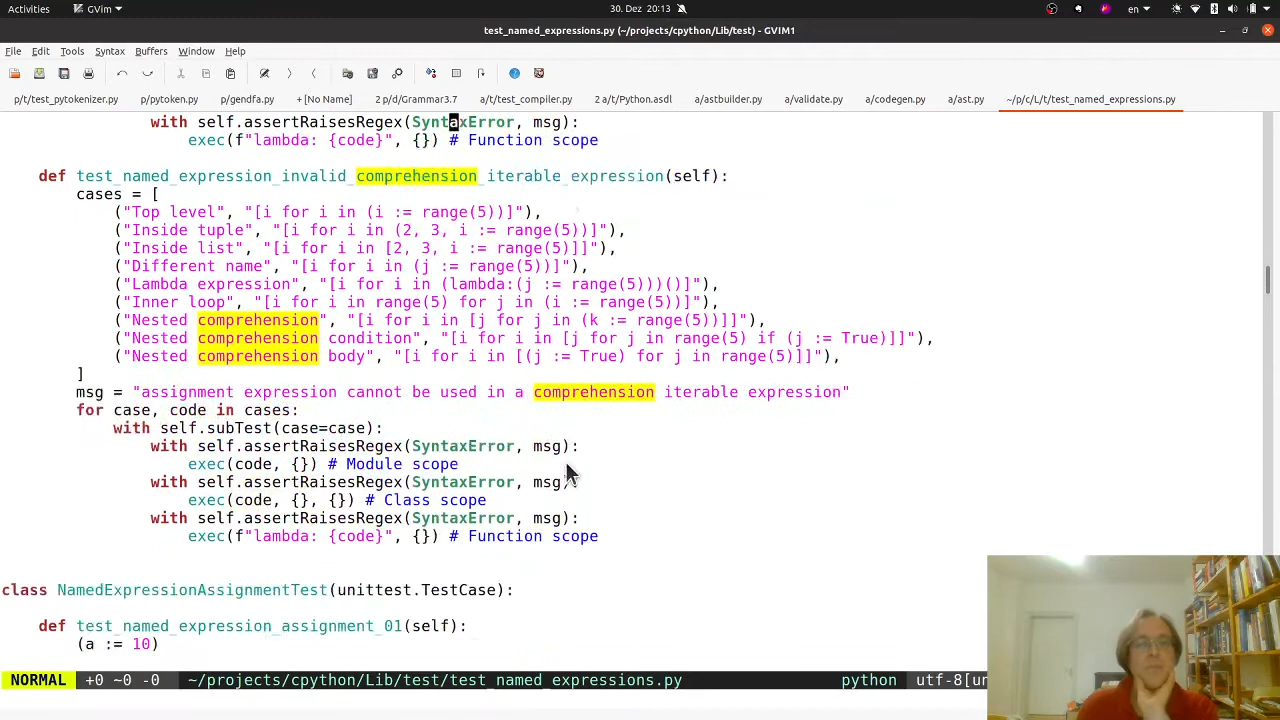 Activities GVim 30. Dez 20:13 en
test_named_expressions.py (~/projects/cpython/Lib/test) - GVIM1
File Edit Tools Syntax Buffers Window Help
p/t/test_pytokenizer.py p/pytoken.py p/gendfa.py + [No Name] 2 p/d/Grammar3.7 a/t/test_compiler.py 2 a/t/Python.asdl a/astbuilder.py a/validate.py a/codegen.py a/ast.py ~/p/c/L/t/test_named_expressions.py
with self.assertRaisesRegex(SyntaxError, msg):
exec(f"lambda: {code}", {}) # Function scope
def test_named_expression_invalid_comprehension_iterable_expression(self):
cases = [
("Top level", "[i for i in (i := range(5))]"),
("Inside tuple", "[i for i in (2, 3, i := range(5))]"),
("Inside list", "[i for i in [2, 3, i := range(5)]]"),
("Different name", "[i for i in (j := range(5))]"),
("Lambda expression", "[i for i in (lambda:(j := range(5)))()]"),
("Inner loop", "[i for i in range(5) for j in (i := range(5))]"),
("Nested comprehension", "[i for i in [j for j in (k := range(5))]]"),
("Nested comprehension condition", "[i for i in [j for j in range(5) if (j := True)]]"),
("Nested comprehension body", "[i for i in [(j := True) for j in range(5)]]"),
]
msg = "assignment expression cannot be used in a comprehension iterable expression"
for case, code in cases:
with self.subTest(case=case):
with self.assertRaisesRegex(SyntaxError, msg):
exec(code, {}) # Module scope
with self.assertRaisesRegex(SyntaxError, msg):
exec(code, {}, {}) # Class scope
with self.assertRaisesRegex(SyntaxError, msg):
exec(f"lambda: {code}", {}) # Function scope
class NamedExpressionAssignmentTest(unittest.TestCase):
def test_named_expression_assignment_01(self):
(a := 10)
NORMAL +0 ~0 -0 ~/projects/cpython/Lib/test/test_named_expressions.py python utf-8[un